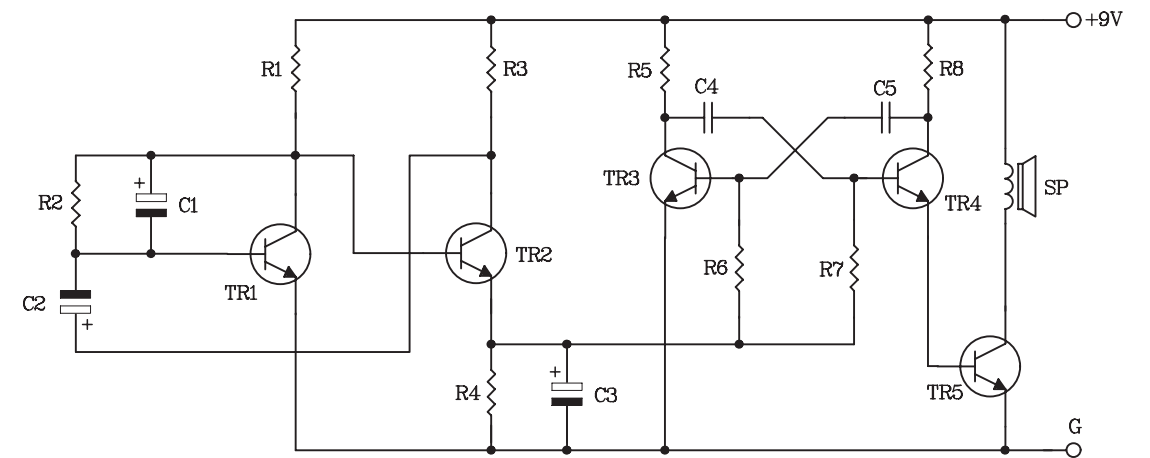 +9V
R1
R3
R5
R8
C4
C5
TR3
TR4
SP
R2
+
C1
TR2
R6
R7
TR1
C2
+
+
R4
C3
TR5
G